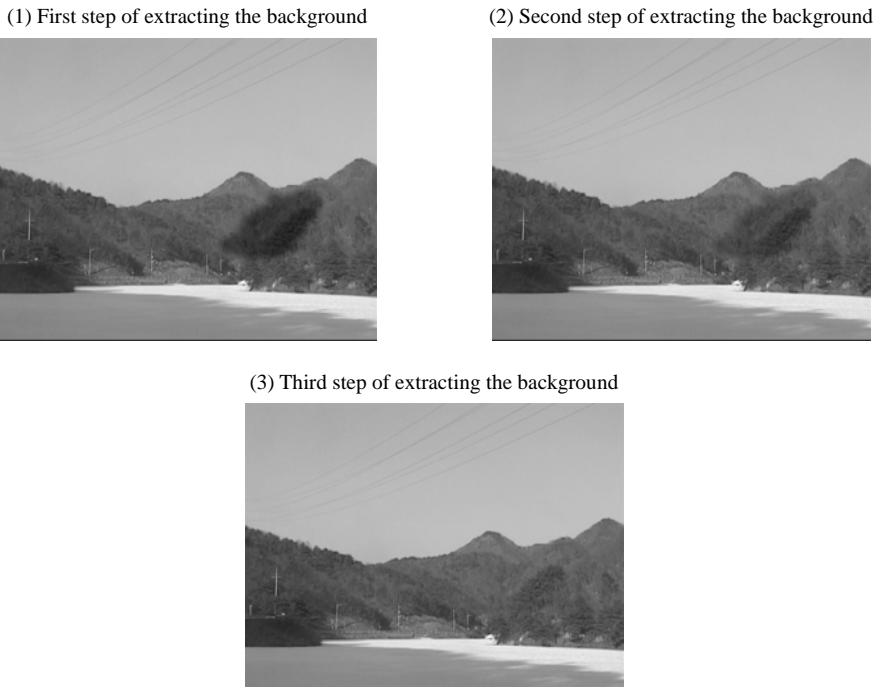 (1) First step of extracting the background
(2) Second step of extracting the background
(3) Third step of extracting the background